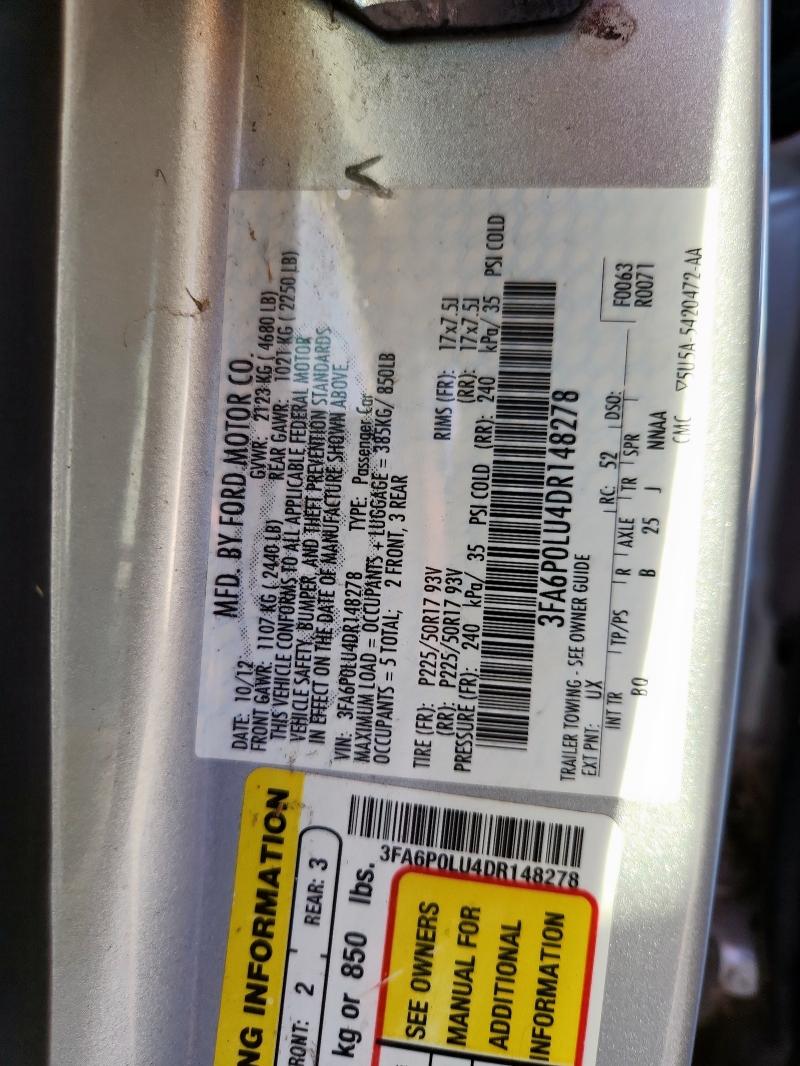 MFD. BY FORD MOTOR CO.
DATE: 10/12 GVWR: 2123 KG ( 4680 LB)
FRONT GAWR: 1107 KG ( 2440 LB) REAR GAWR: 1021 KG ( 2250 LB)
THIS VEHICLE CONFORMS TO ALL APPLICABLE FEDERAL MOTOR
VEHICLE SAFETY, BUMPER, AND THEFT PREVENTION STANDARDS
IN EFFECT ON THE DATE OF MANUFACTURE SHOWN ABOVE.
VIN: 3FA6P0LU4DR148278 TYPE: Passenger Car
MAXIMUM LOAD = OCCUPANTS + LUGGAGE = 385KG/ 850LB
OCCUPANTS = 5 TOTAL; 2 FRONT, 3 REAR
TIRE (FR): P225/50R17 93V RIMS (FR): 17x7.5J
(RR): P225/50R17 93V (RR): 17x7.5J
PRESSURE (FR): 240 kPa/ 35 PSI COLD (RR): 240 kPa/ 35 PSI COLD
3FA6P0LU4DR148278
TRAILER TOWING - SEE OWNER GUIDE
EXT PNT: UX RC: 52 DSO: F0063
INT TR TP/PS R AXLE TR SPR R0071
BQ B 25 J NNAA
CMC 5U5A-5420472-AA
NG INFORMATION
RONT: 2 REAR: 3
kg or 850 lbs.
3FA6P0LU4DR148278
SEE OWNERS
MANUAL FOR
ADDITIONAL
INFORMATION